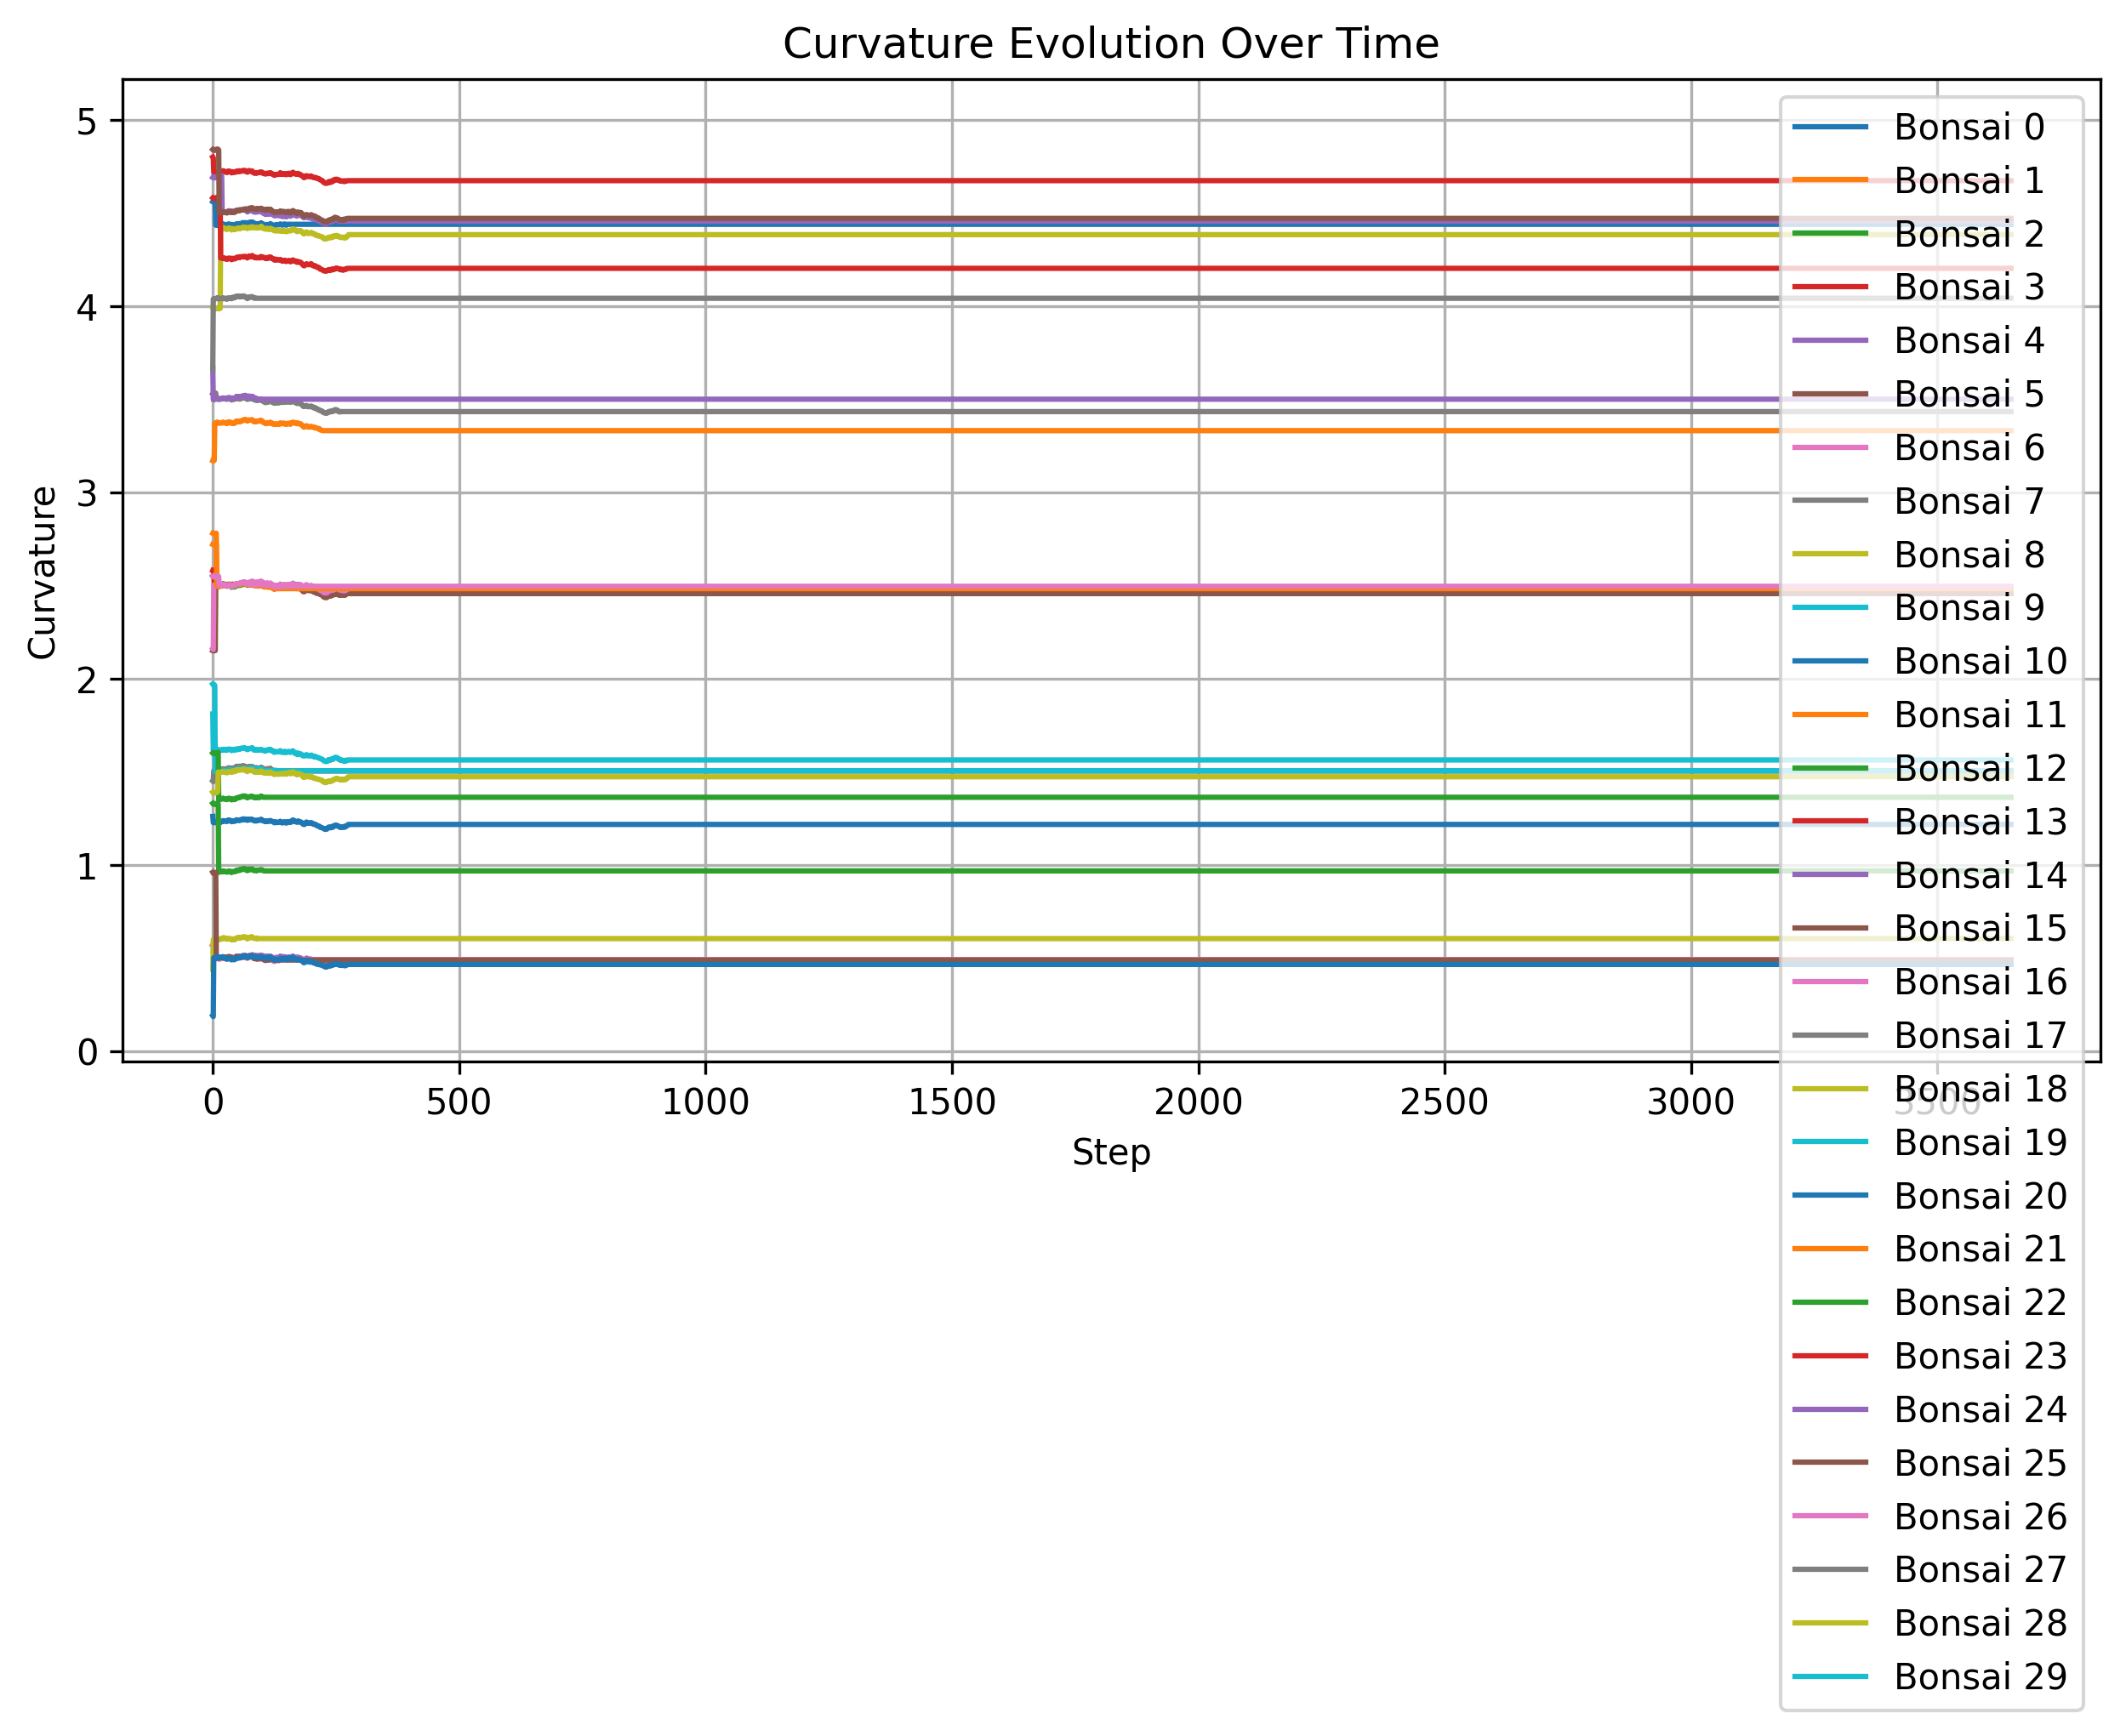 Curvature Evolution Over Time
5
4
3
2
1
0
Curvature
0 500 1000 1500 2000 2500 3000 3500
Step
Bonsai 0
Bonsai 1
Bonsai 2
Bonsai 3
Bonsai 4
Bonsai 5
Bonsai 6
Bonsai 7
Bonsai 8
Bonsai 9
Bonsai 10
Bonsai 11
Bonsai 12
Bonsai 13
Bonsai 14
Bonsai 15
Bonsai 16
Bonsai 17
Bonsai 18
Bonsai 19
Bonsai 20
Bonsai 21
Bonsai 22
Bonsai 23
Bonsai 24
Bonsai 25
Bonsai 26
Bonsai 27
Bonsai 28
Bonsai 29